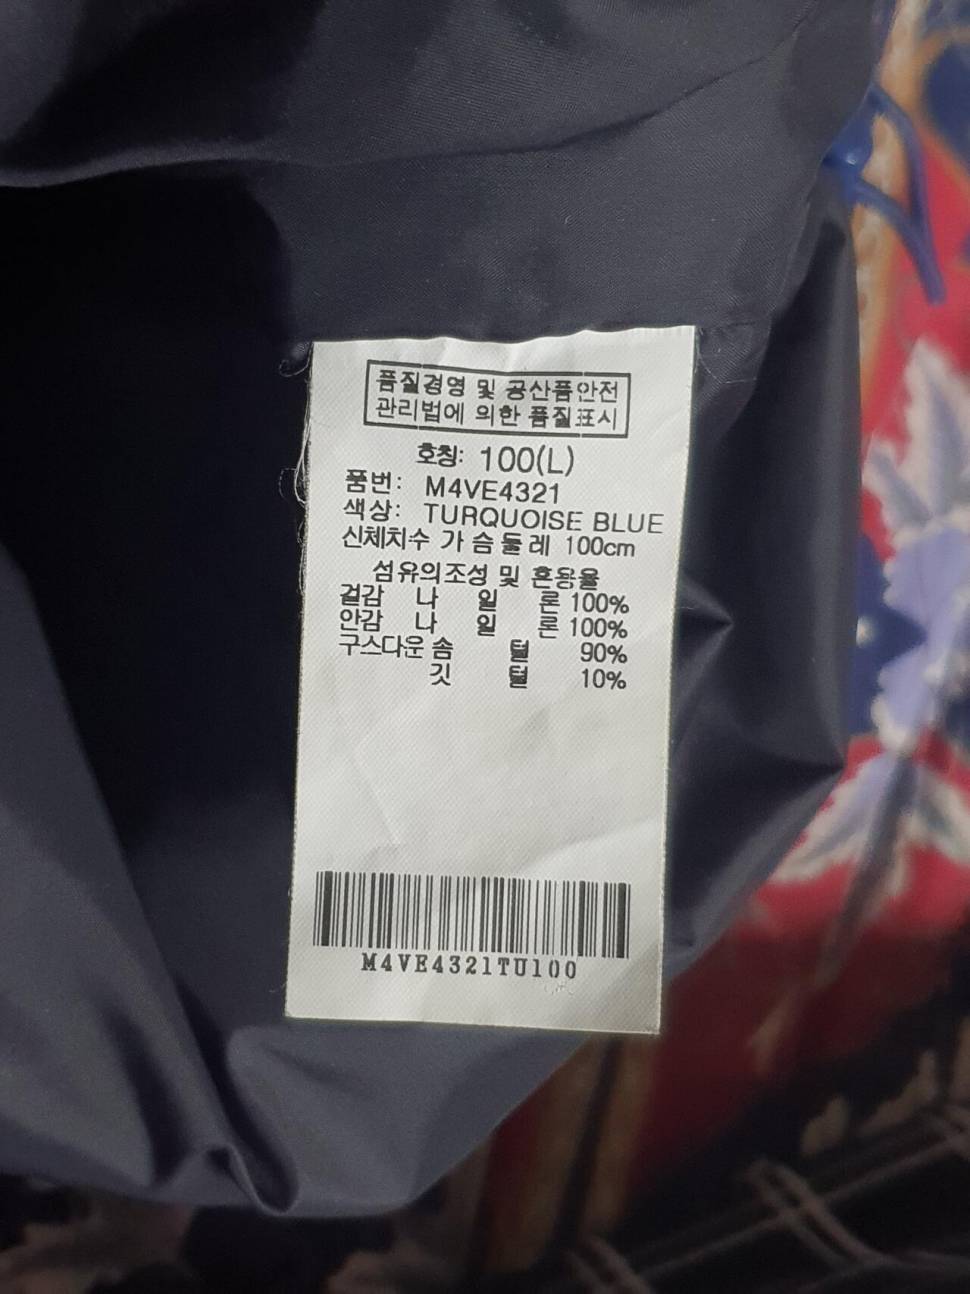 품질경영 및 공산품안전
관리법에 의한 품질표시
호칭: 100(L)
품번: M4VE4321
색상: TURQUOISE BLUE
신체치수 가슴둘레 100cm
섬유의조성 및 혼용율
겉감 나 일 론 100%
안감 나 일 론 100%
구스다운 솜 털 90%
깃 털 10%
M4VE4321TU100